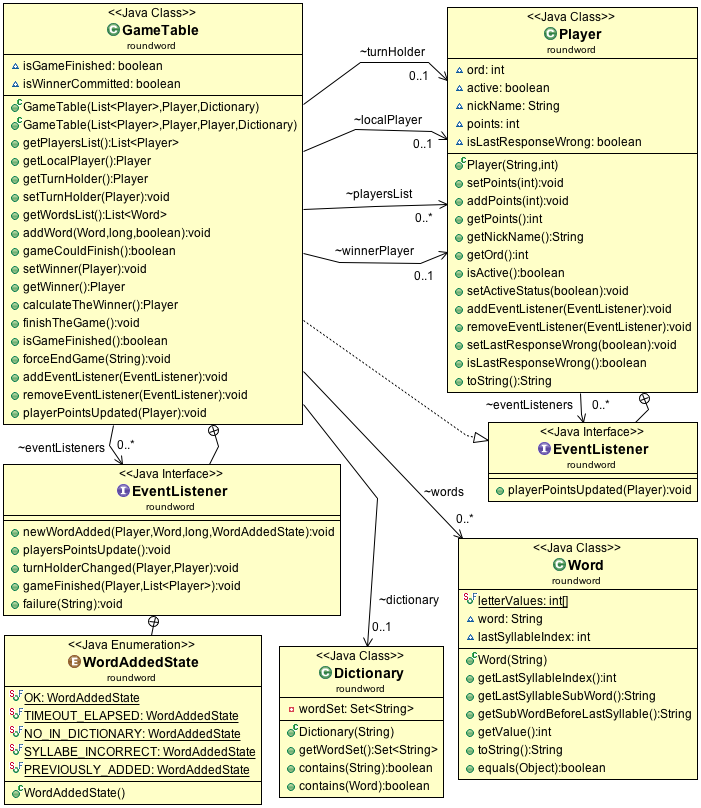 <<Java Class>>
GameTable
roundword
isGameFinished: boolean
isWinnerCommitted: boolean
GameTable(List<Player>,Player,Dictionary)
GameTable(List<Player>,Player,Player,Dictionary)
getPlayersList():List<Player>
getLocalPlayer():Player
getTurnHolder():Player
setTurnHolder(Player):void
getWordsList():List<Word>
addWord(Word,long,boolean):void
gameCouldFinish():boolean
setWinner(Player):void
getWinner():Player
calculateTheWinner():Player
finishTheGame():void
isGameFinished():boolean
forceEndGame(String):void
addEventListener(EventListener):void
removeEventListener(EventListener):void
playerPointsUpdated(Player):void
~turnHolder
0..1
~localPlayer
0..1
~playersList
0..*
~winnerPlayer
0..1
<<Java Class>>
Player
roundword
ord: int
active: boolean
nickName: String
points: int
isLastResponseWrong: boolean
Player(String,int)
setPoints(int):void
addPoints(int):void
getPoints():int
getNickName():String
getOrd():int
isActive():boolean
setActiveStatus(boolean):void
addEventListener(EventListener):void
removeEventListener(EventListener):void
setLastResponseWrong(boolean):void
isLastResponseWrong():boolean
toString():String
~eventListeners
0..*
<<Java Interface>>
EventListener
roundword
playerPointsUpdated(Player):void
~eventListeners
0..*
<<Java Interface>>
EventListener
roundword
newWordAdded(Player,Word,long,WordAddedState):void
playersPointsUpdate():void
turnHolderChanged(Player,Player):void
gameFinished(Player,List<Player>):void
failure(String):void
~words
0..*
<<Java Enumeration>>
WordAddedState
roundword
OK: WordAddedState
TIMEOUT_ELAPSED: WordAddedState
NO_IN_DICTIONARY: WordAddedState
SYLLABE_INCORRECT: WordAddedState
PREVIOUSLY_ADDED: WordAddedState
WordAddedState()
~dictionary
0..1
<<Java Class>>
Dictionary
roundword
wordSet: Set<String>
Dictionary(String)
getWordSet():Set<String>
contains(String):boolean
contains(Word):boolean
<<Java Class>>
Word
roundword
letterValues: int[]
word: String
lastSyllableIndex: int
Word(String)
getLastSyllableIndex():int
getLastSyllableSubWord():String
getSubWordBeforeLastSyllable():String
getValue():int
toString():String
equals(Object):boolean